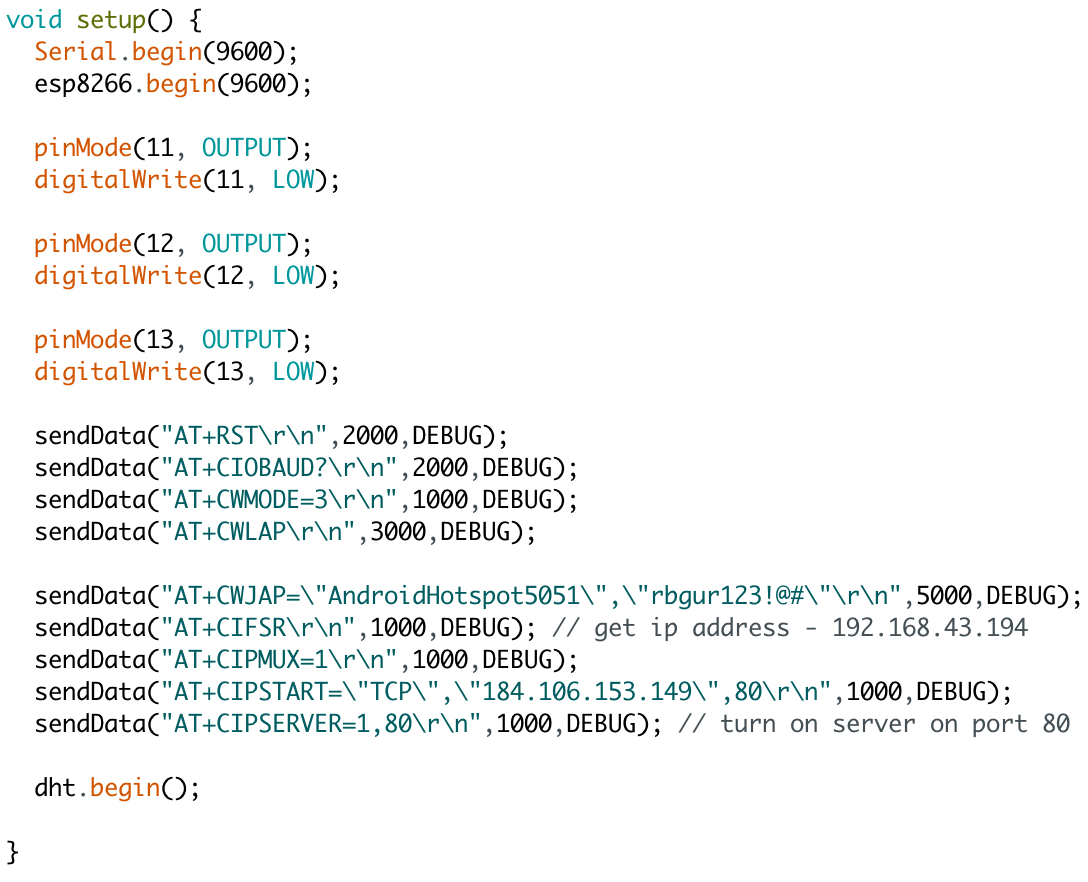 void setup() {
  Serial.begin(9600);
  esp8266.begin(9600);

  pinMode(11, OUTPUT);
  digitalWrite(11, LOW);

  pinMode(12, OUTPUT);
  digitalWrite(12, LOW);

  pinMode(13, OUTPUT);
  digitalWrite(13, LOW);

  sendData("AT+RST\r\n",2000,DEBUG);
  sendData("AT+CIOBAUD?\r\n",2000,DEBUG);
  sendData("AT+CWMODE=3\r\n",1000,DEBUG);
  sendData("AT+CWLAP\r\n",3000,DEBUG);

  sendData("AT+CWJAP=\"AndroidHotspot5051\",\"rbgur123!@#\"\r\n",5000,DEBUG);
  sendData("AT+CIFSR\r\n",1000,DEBUG); // get ip address - 192.168.43.194
  sendData("AT+CIPMUX=1\r\n",1000,DEBUG);
  sendData("AT+CIPSTART=\"TCP\",\"184.106.153.149\",80\r\n",1000,DEBUG);
  sendData("AT+CIPSERVER=1,80\r\n",1000,DEBUG); // turn on server on port 80

  dht.begin();

}